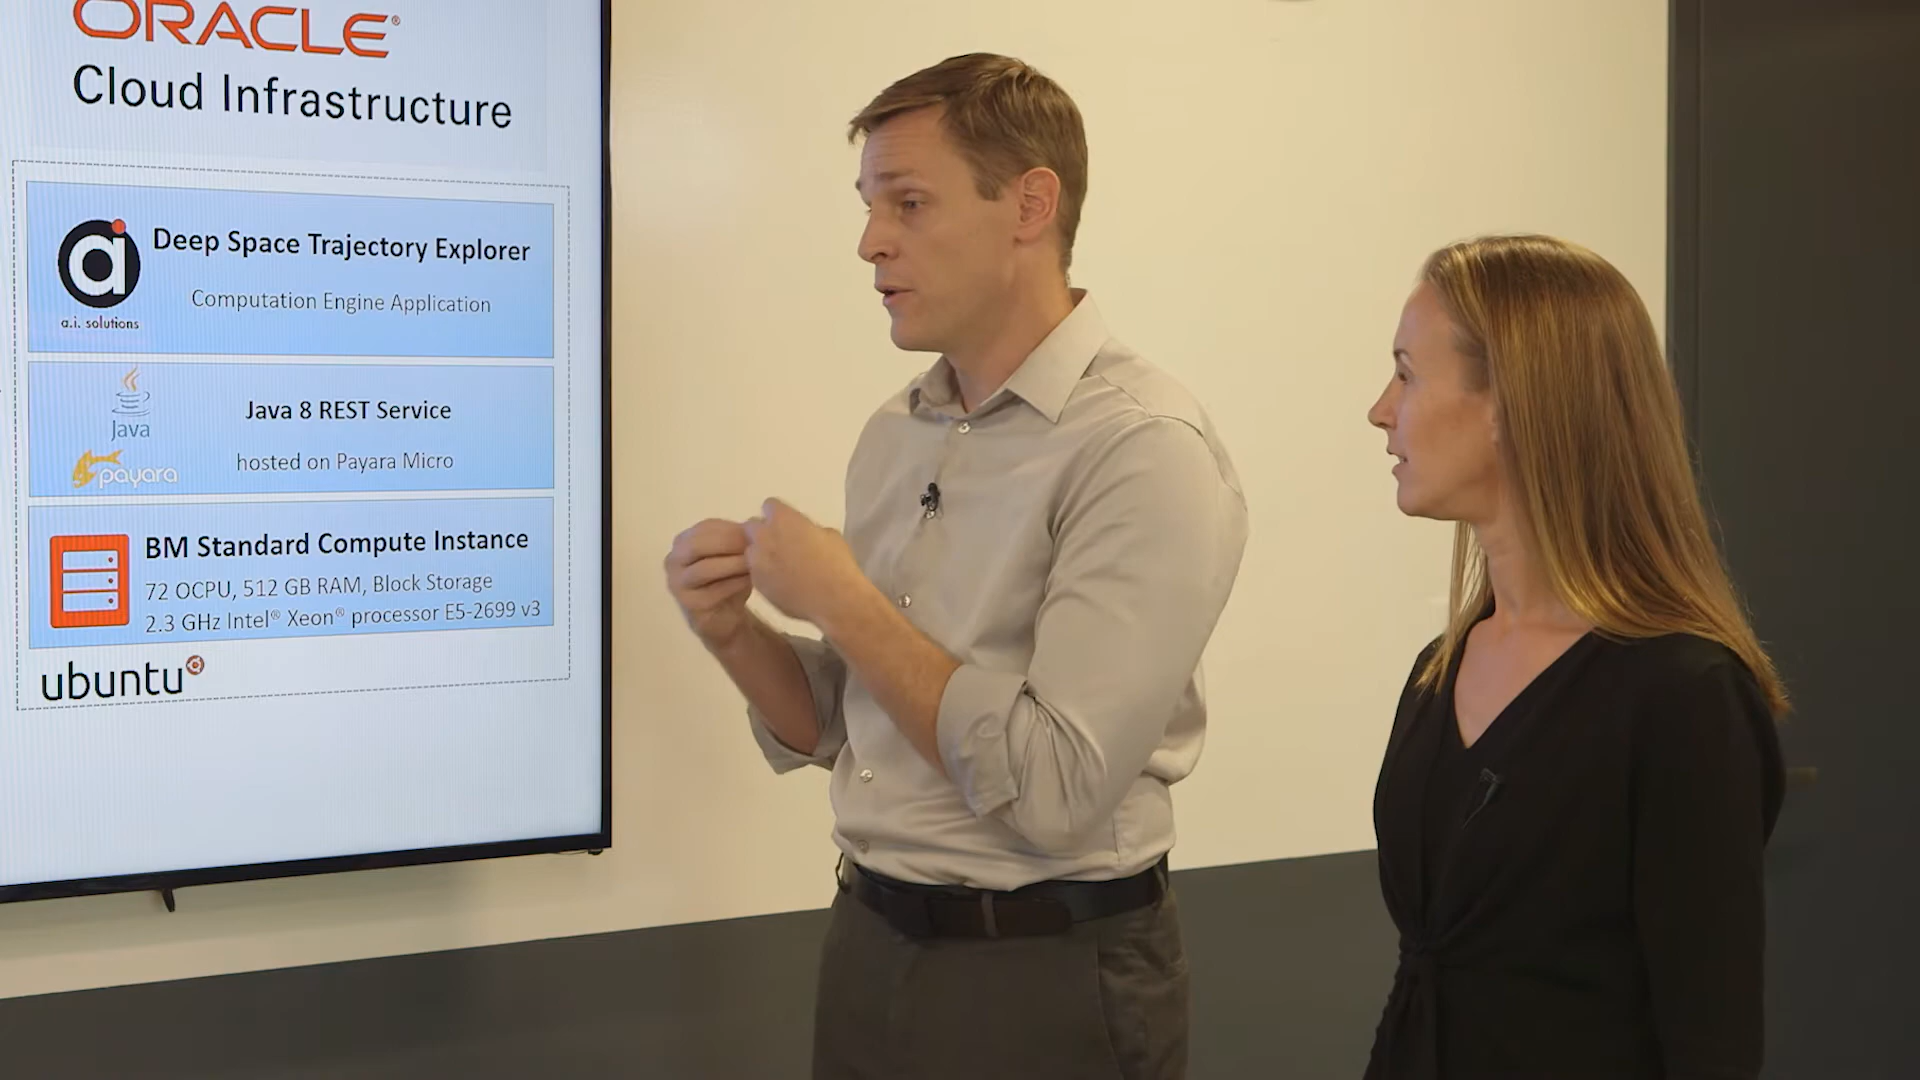 ORACLE®
Cloud Infrastructure
a
a.i. solutions
Deep Space Trajectory Explorer
Computation Engine Application
Java
payara
Java 8 REST Service
hosted on Payara Micro
BM Standard Compute Instance
72 OCPU, 512 GB RAM, Block Storage
2.3 GHz Intel® Xeon® processor E5-2699 v3
ubuntu